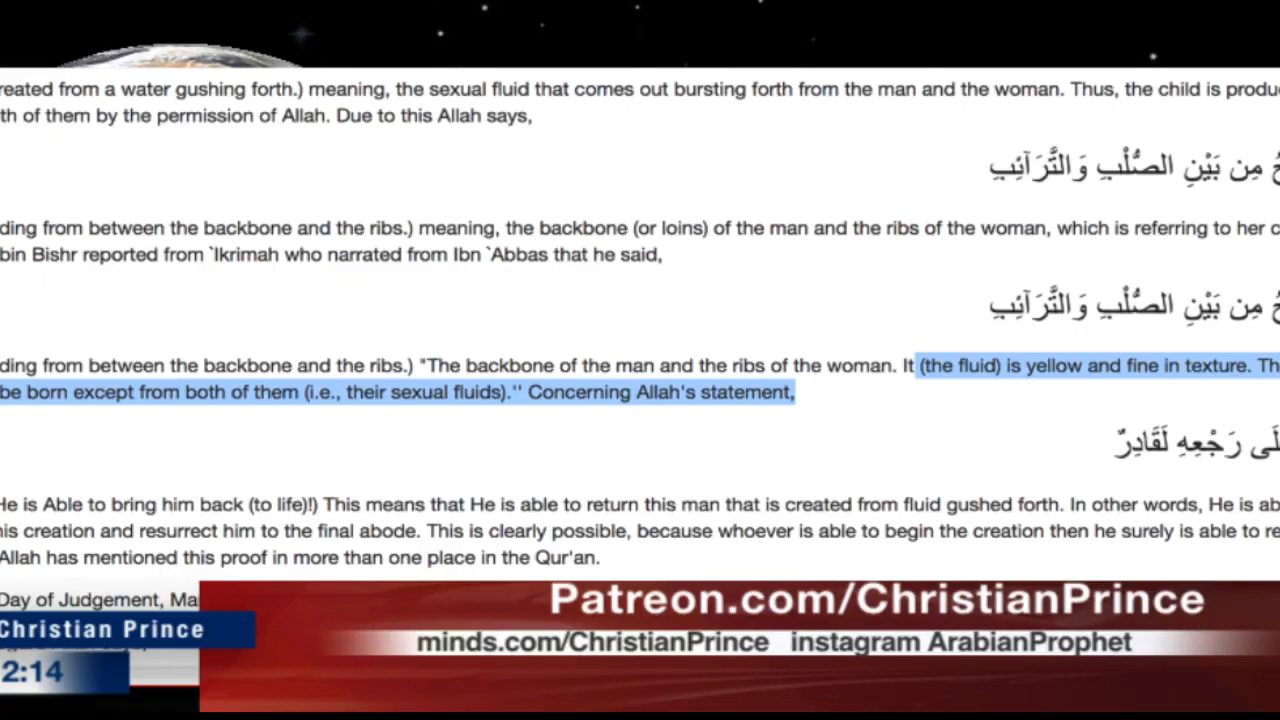 reated from a water gushing forth.) meaning, the sexual fluid that comes out bursting forth from the man and the woman. Thus, the child is produ
th of them by the permission of Allah. Due to this Allah says,
مِن بَيْنِ الصُّلْبِ وَالتَّرَآئِبِ
ding from between the backbone and the ribs.) meaning, the backbone (or loins) of the man and the ribs of the woman, which is referring to her c
bin Bishr reported from `Ikrimah who narrated from Ibn `Abbas that he said,
مِن بَيْنِ الصُّلْبِ وَالتَّرَآئِبِ
ding from between the backbone and the ribs.) "The backbone of the man and the ribs of the woman. It (the fluid) is yellow and fine in texture. Th
be born except from both of them (i.e., their sexual fluids).'' Concerning Allah's statement,
لَى رَجْعِهِ لَقَادِرٌ
He is Able to bring him back (to life)!) This means that He is able to return this man that is created from fluid gushed forth. In other words, He is ab
his creation and resurrect him to the final abode. This is clearly possible, because whoever is able to begin the creation then he surely is able to re
Allah has mentioned this proof in more than one place in the Qur'an.
Day of Judgement, Ma
Patreon.com/ChristianPrince
Christian Prince
minds.com/ChristianPrince instagram ArabianProphet
2:14